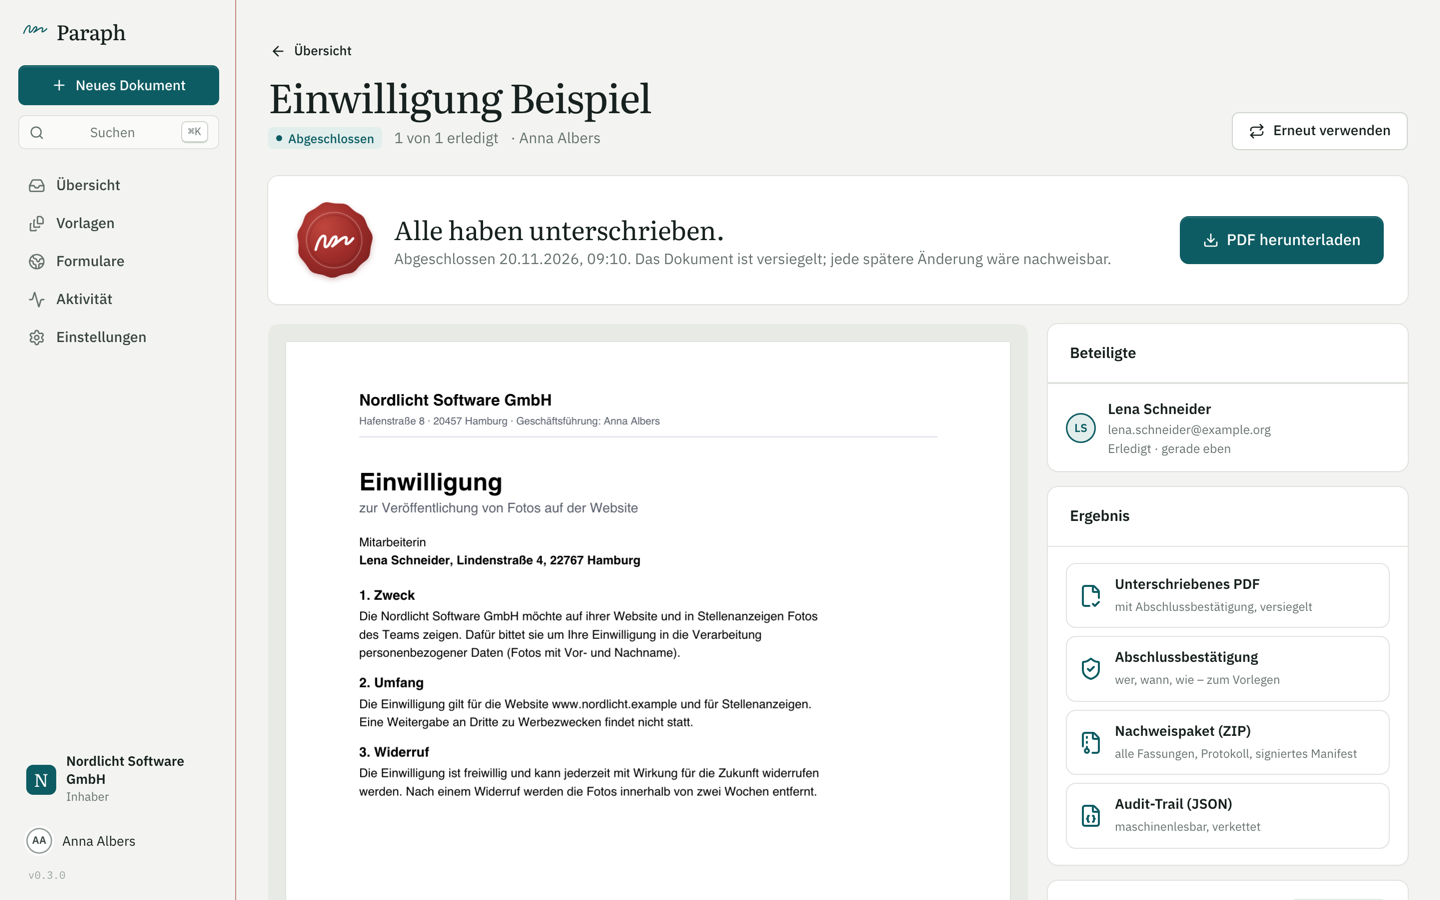 Paraph
Neues Dokument
Suchen
⌘K
Übersicht
Vorlagen
Formulare
Aktivität
Einstellungen
N
Nordlicht Software
GmbH
Inhaber
AA
Anna Albers
v0.3.0
Übersicht
Einwilligung Beispiel
Abgeschlossen
1 von 1 erledigt · Anna Albers
Erneut verwenden
Alle haben unterschrieben.
Abgeschlossen 20.11.2026, 09:10. Das Dokument ist versiegelt; jede spätere Änderung wäre nachweisbar.
PDF herunterladen
Nordlicht Software GmbH
Hafenstraße 8 · 20457 Hamburg · Geschäftsführung: Anna Albers
Einwilligung
zur Veröffentlichung von Fotos auf der Website
Mitarbeiterin
Lena Schneider, Lindenstraße 4, 22767 Hamburg
1. Zweck
Die Nordlicht Software GmbH möchte auf ihrer Website und in Stellenanzeigen Fotos
des Teams zeigen. Dafür bittet sie um Ihre Einwilligung in die Verarbeitung
personenbezogener Daten (Fotos mit Vor- und Nachname).
2. Umfang
Die Einwilligung gilt für die Website www.nordlicht.example und für Stellenanzeigen.
Eine Weitergabe an Dritte zu Werbezwecken findet nicht statt.
3. Widerruf
Die Einwilligung ist freiwillig und kann jederzeit mit Wirkung für die Zukunft widerrufen
werden. Nach einem Widerruf werden die Fotos innerhalb von zwei Wochen entfernt.
Beteiligte
LS
Lena Schneider
lena.schneider@example.org
Erledigt · gerade eben
Ergebnis
Unterschriebenes PDF
mit Abschlussbestätigung, versiegelt
Abschlussbestätigung
wer, wann, wie – zum Vorlegen
Nachweispaket (ZIP)
alle Fassungen, Protokoll, signiertes Manifest
Audit-Trail (JSON)
maschinenlesbar, verkettet